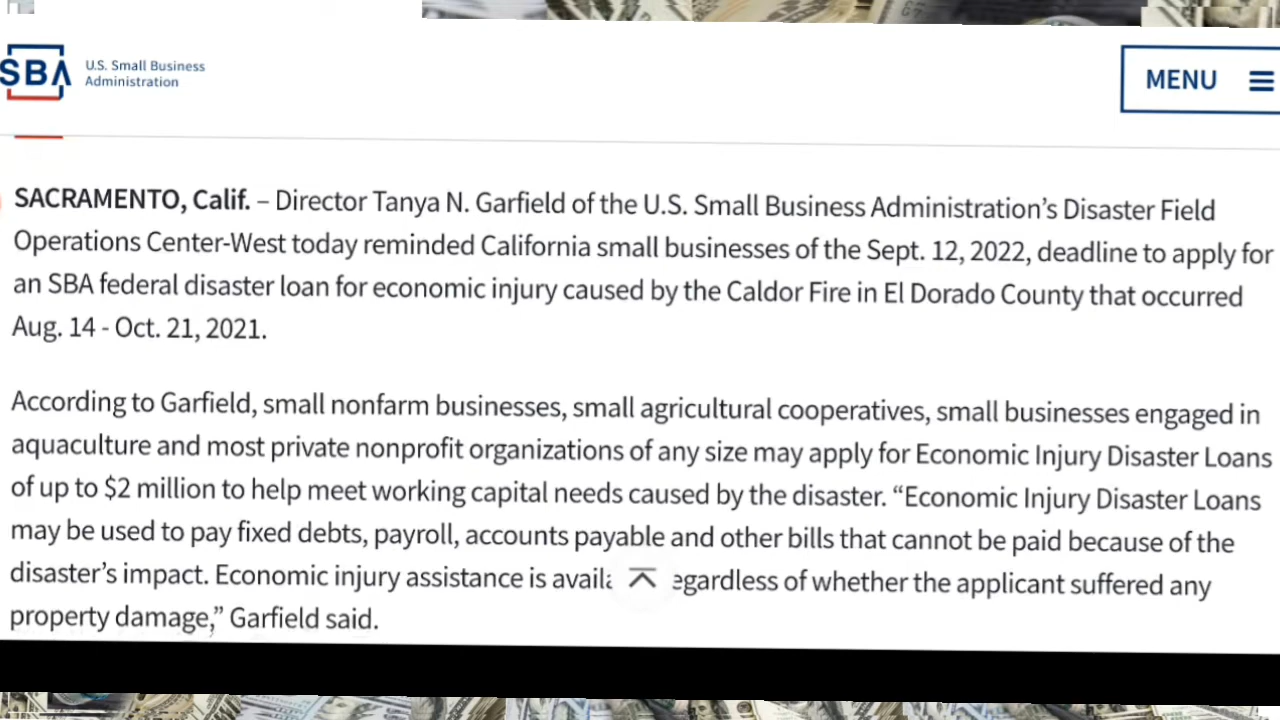 SBA
U.S. Small Business
Administration
MENU
SACRAMENTO, Calif. – Director Tanya N. Garfield of the U.S. Small Business Administration’s Disaster Field
Operations Center-West today reminded California small businesses of the Sept. 12, 2022, deadline to apply for
an SBA federal disaster loan for economic injury caused by the Caldor Fire in El Dorado County that occurred
Aug. 14 - Oct. 21, 2021.
According to Garfield, small nonfarm businesses, small agricultural cooperatives, small businesses engaged in
aquaculture and most private nonprofit organizations of any size may apply for Economic Injury Disaster Loans
of up to $2 million to help meet working capital needs caused by the disaster. “Economic Injury Disaster Loans
may be used to pay fixed debts, payroll, accounts payable and other bills that cannot be paid because of the
disaster’s impact. Economic injury assistance is availa egardless of whether the applicant suffered any
property damage,” Garfield said.